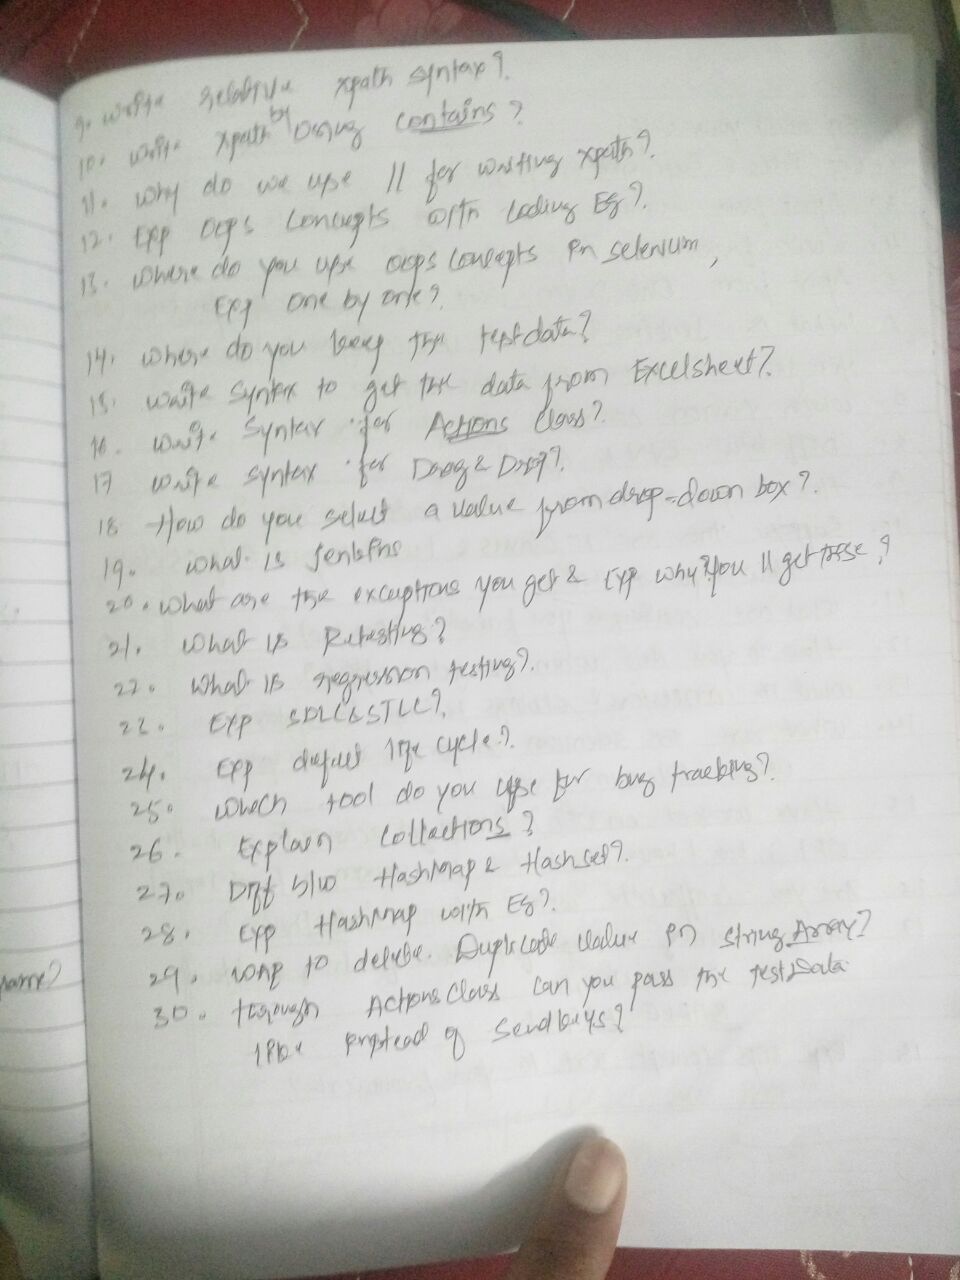 9. write relative xpath syntax?
10. write xpath by using contains?
11. why do we use // for writing xpath?
12. Exp oops concepts with coding Eg?
13. where do you use oops concepts in selenium,
Exp one by one?
14. where do you keep the testdata?
15. write syntax to get the data from Excelsheet?
16. write syntax for Actions class?
17 write syntax for Drag & Drop?
18 How do you select a value from drop-down box?
19. what is Jenkins
20. what are the exceptions you get & Exp why? you'll get these?
21. what is Retesting?
22. what is regression testing?
23. Exp SDLC&STLC?
24. Exp defect life cycle?
25. which tool do you use for bug tracking?
26. Explain collections?
27. Diff b/w HashMap & Hashset?
28. Exp HashMap with Eg?
name?
29. WAP to delete Duplicate value in string Array?
30. through Actions class can you pass the testData
like instead of Sendkeys?